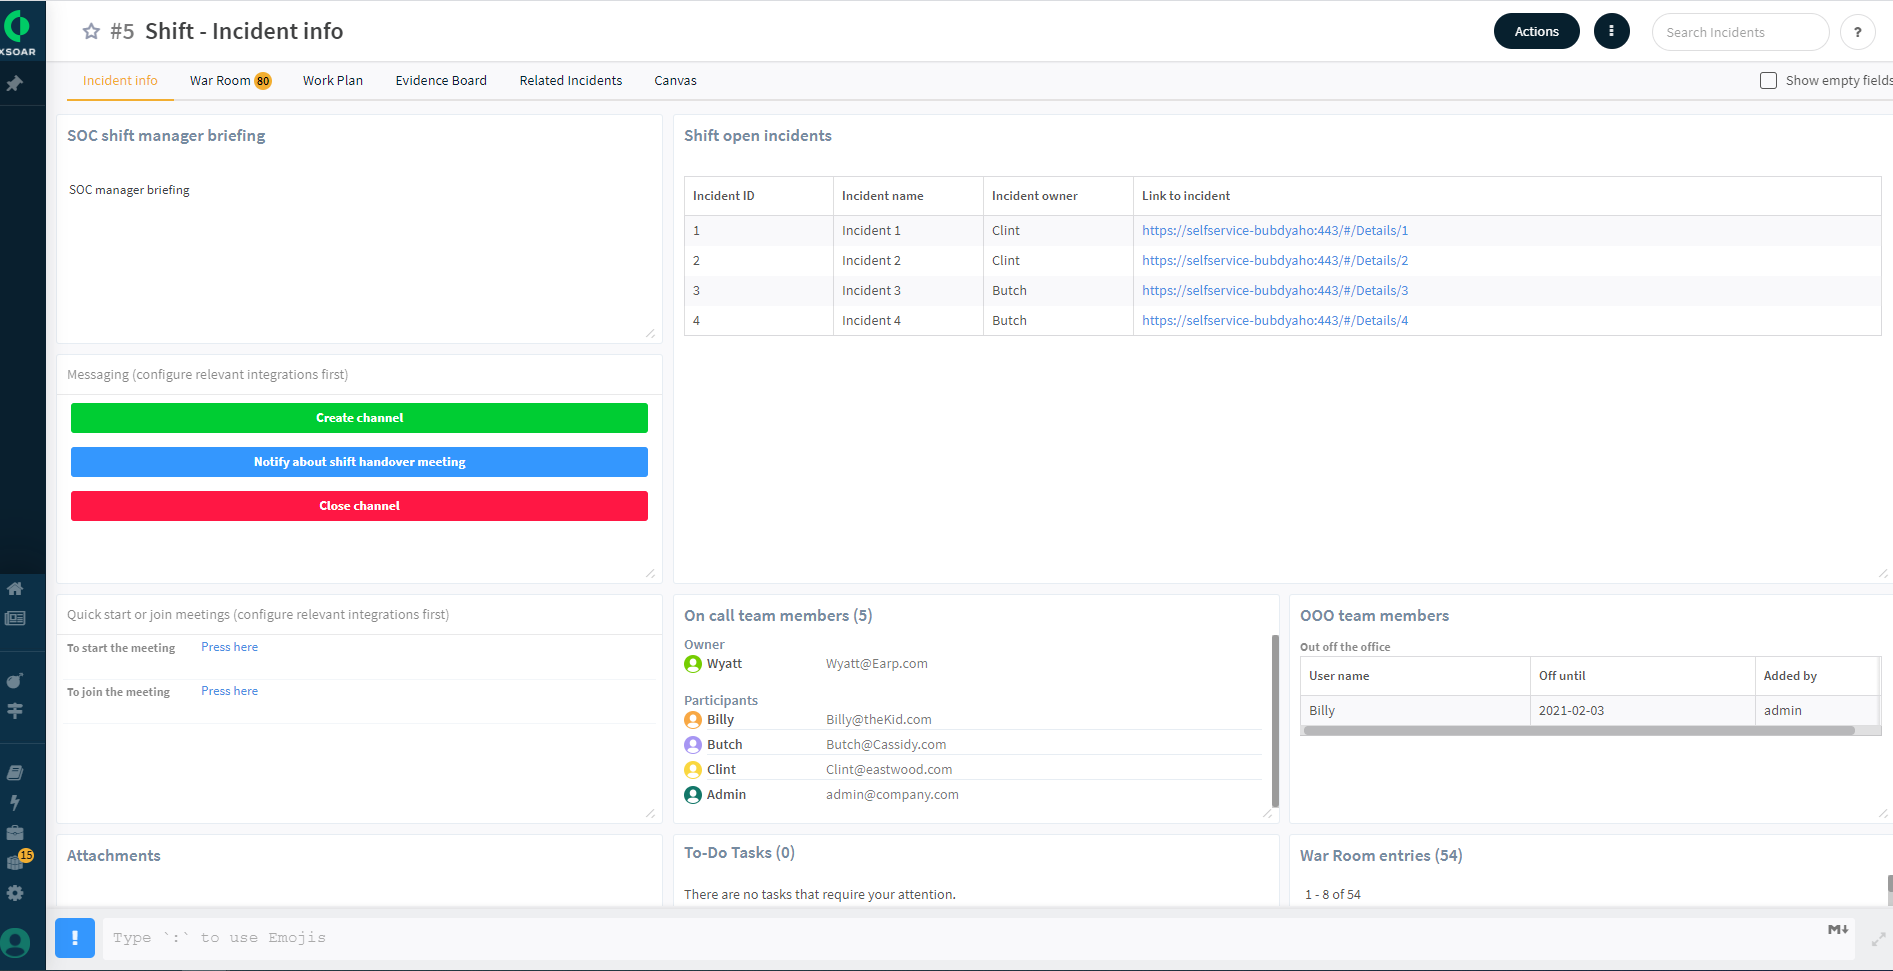 XSOAR
#5 Shift - Incident info
Actions
Search Incidents
?
Incident info
War Room 80
Work Plan
Evidence Board
Related Incidents
Canvas
Show empty fields
SOC shift manager briefing
SOC manager briefing
Shift open incidents
Incident ID Incident name Incident owner Link to incident
1 Incident 1 Clint https://selfservice-bubdyaho:443/#/Details/1
2 Incident 2 Clint https://selfservice-bubdyaho:443/#/Details/2
3 Incident 3 Butch https://selfservice-bubdyaho:443/#/Details/3
4 Incident 4 Butch https://selfservice-bubdyaho:443/#/Details/4
Messaging (configure relevant integrations first)
Create channel
Notify about shift handover meeting
Close channel
Quick start or join meetings (configure relevant integrations first)
To start the meeting Press here
To join the meeting Press here
On call team members (5)
Owner
Wyatt Wyatt@Earp.com
Participants
Billy Billy@theKid.com
Butch Butch@Cassidy.com
Clint Clint@eastwood.com
Admin admin@company.com
OOO team members
Out off the office
User name Off until Added by
Billy 2021-02-03 admin
Attachments
To-Do Tasks (0)
There are no tasks that require your attention.
War Room entries (54)
1 - 8 of 54
15
!
Type `:` to use Emojis
M